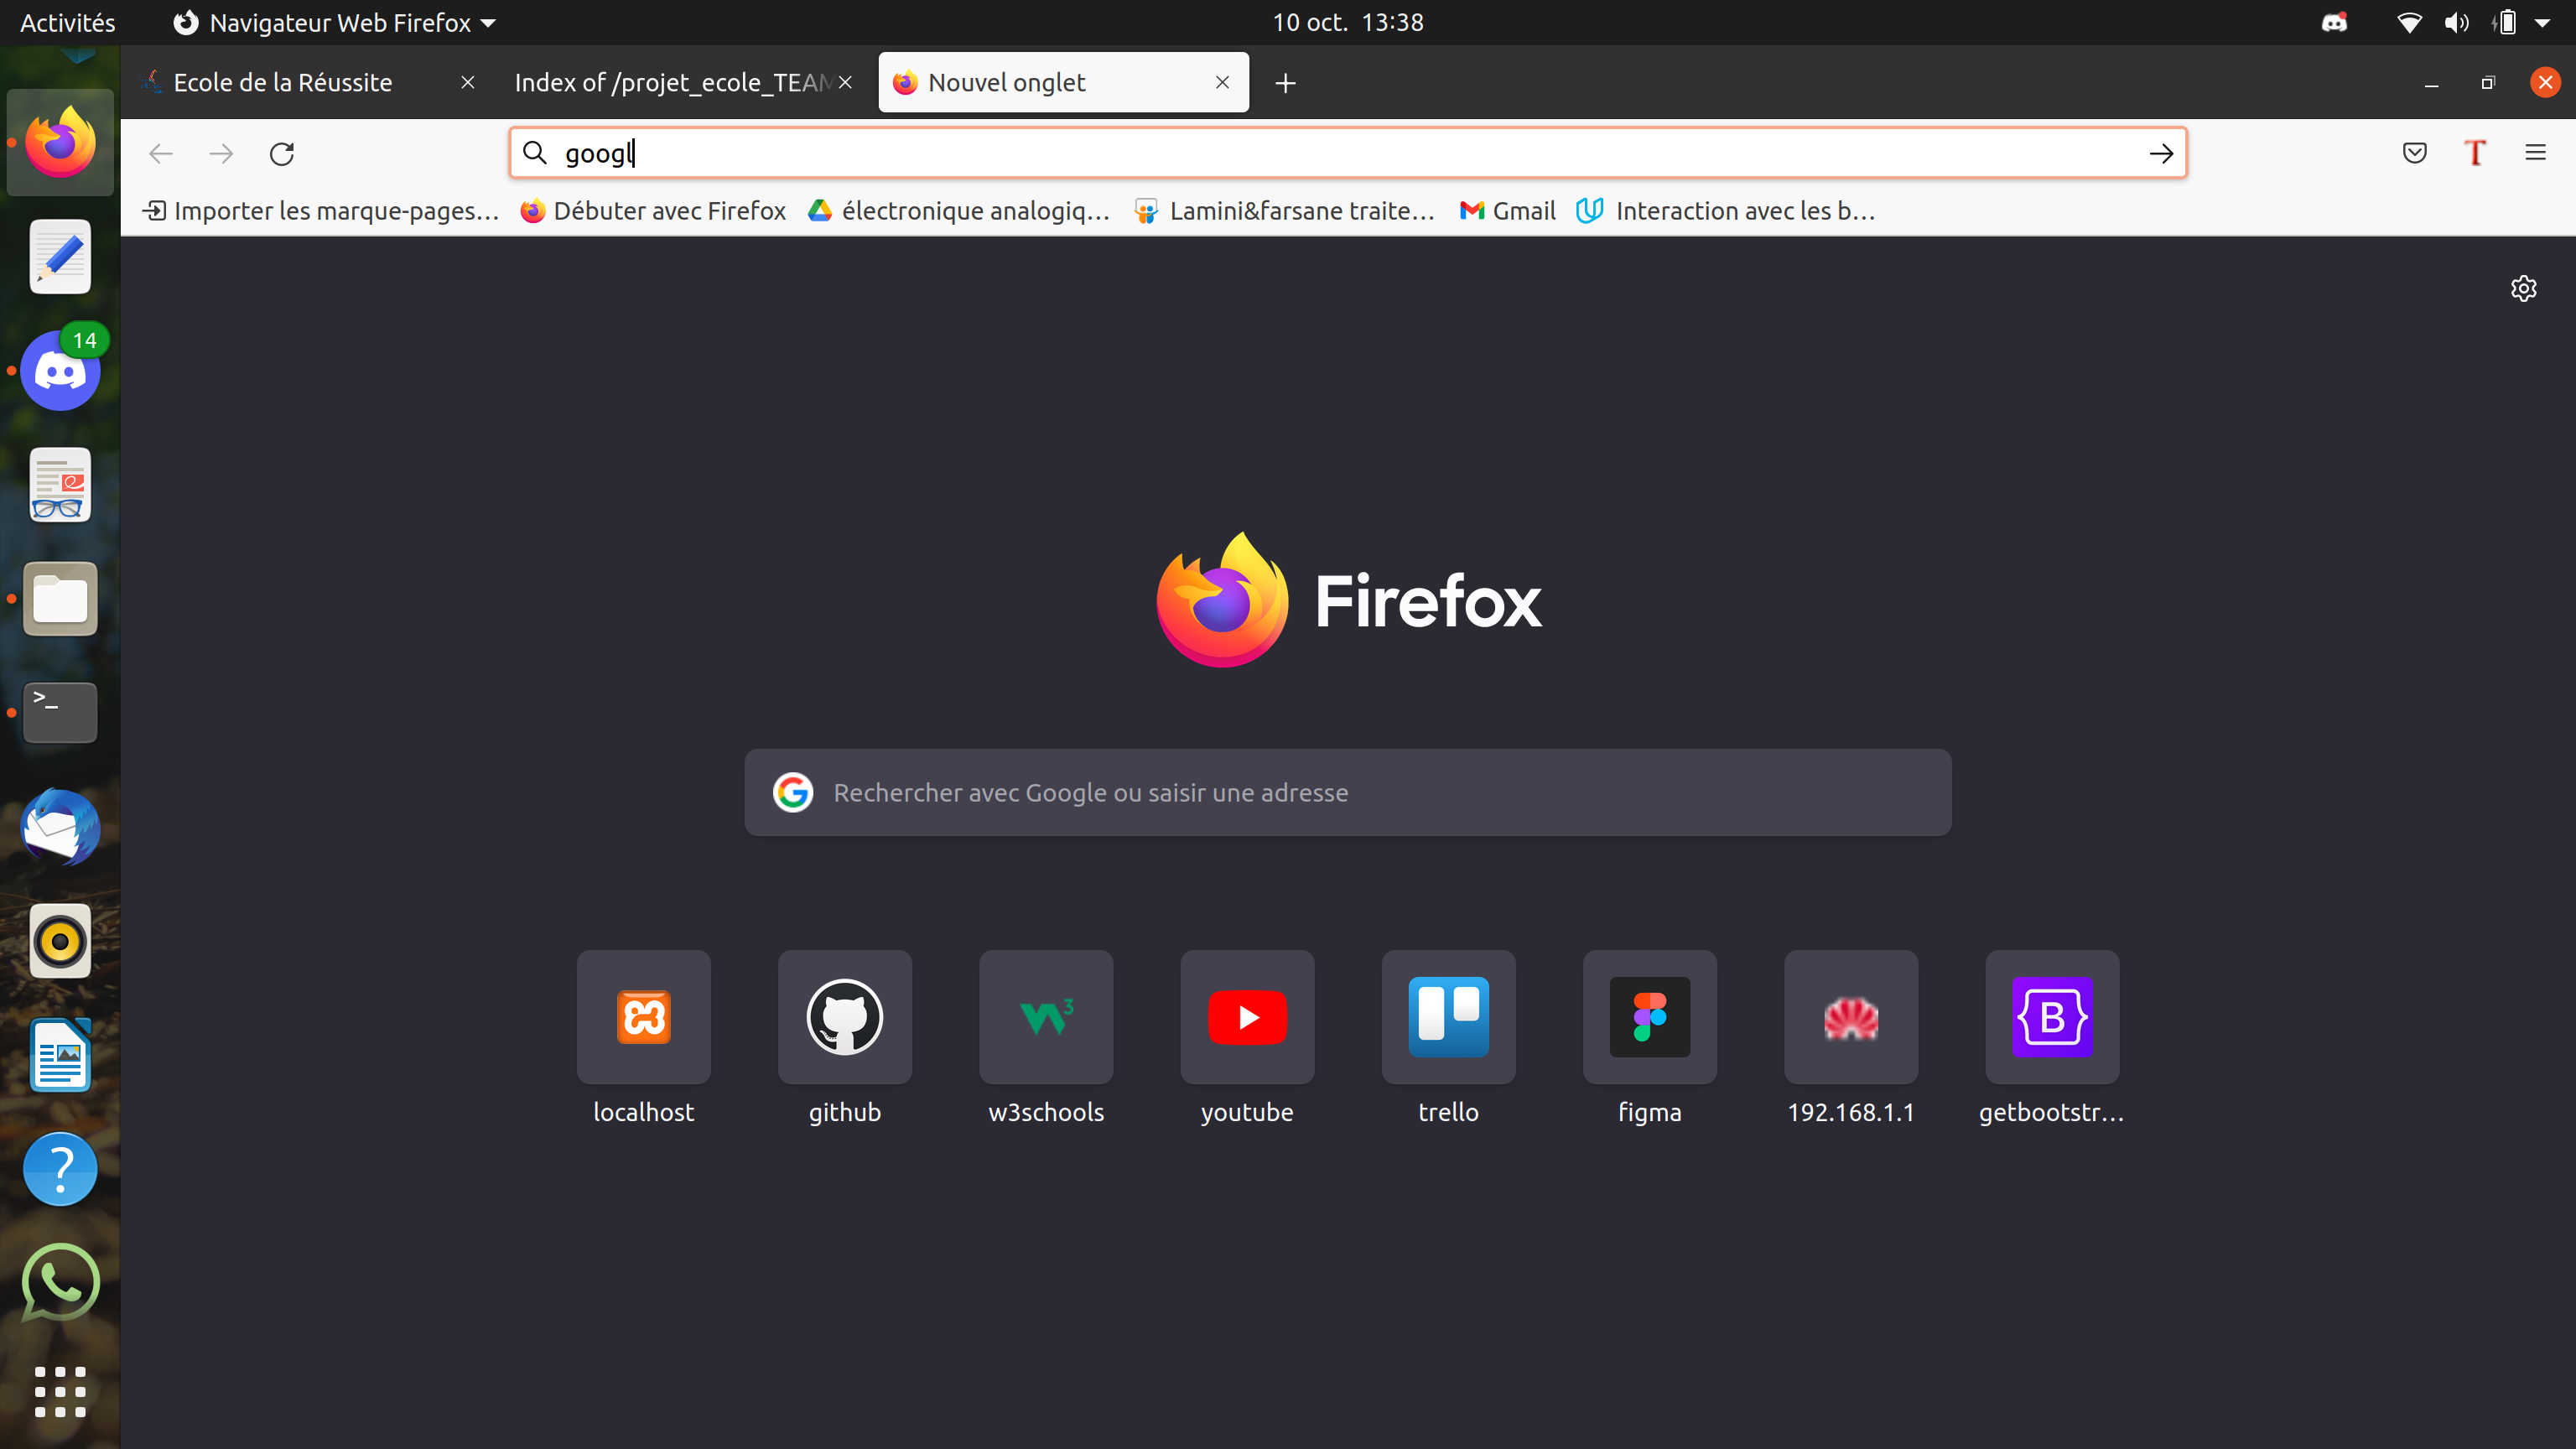 Activités
Navigateur Web Firefox
10 oct. 13:38
Ecole de la Réussite
Index of /projet_ecole_TEAM
Nouvel onglet
googl
T
Importer les marque-pages…
Débuter avec Firefox
électronique analogiq…
Lamini&farsane traite…
Gmail
Interaction avec les b…
14
>_
Firefox
Rechercher avec Google ou saisir une adresse
localhost
github
w3schools
youtube
trello
figma
192.168.1.1
getbootstr…